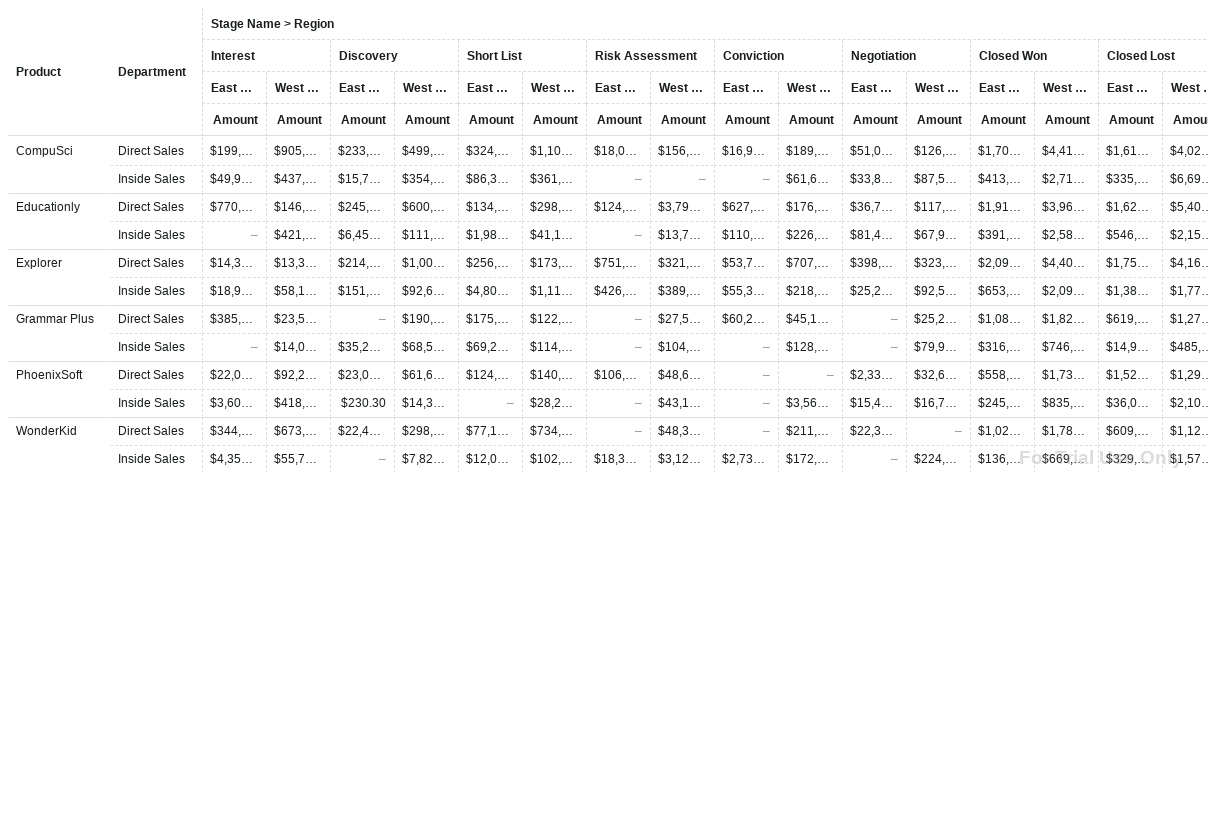 Stage Name > Region
Product Department
Interest Discovery Short List Risk Assessment Conviction Negotiation Closed Won Closed Lost
East ... West ... East ... West ... East ... West ... East ... West ... East ... West ... East ... West ... East ... West ... East ... West ...
Amount Amount Amount Amount Amount Amount Amount Amount Amount Amount Amount Amount Amount Amount Amount Amou
CompuSci Direct Sales $199,... $905,... $233,... $499,... $324,... $1,10... $18,0... $156,... $16,9... $189,... $51,0... $126,... $1,70... $4,41... $1,61... $4,02...
Inside Sales $49,9... $437,... $15,7... $354,... $86,3... $361,... – – – $61,6... $33,8... $87,5... $413,... $2,71... $335,... $6,69...
Educationly Direct Sales $770,... $146,... $245,... $600,... $134,... $298,... $124,... $3,79... $627,... $176,... $36,7... $117,... $1,91... $3,96... $1,62... $5,40...
Inside Sales – $421,... $6,45... $111,... $1,98... $41,1... – $13,7... $110,... $226,... $81,4... $67,9... $391,... $2,58... $546,... $2,15...
Explorer Direct Sales $14,3... $13,3... $214,... $1,00... $256,... $173,... $751,... $321,... $53,7... $707,... $398,... $323,... $2,09... $4,40... $1,75... $4,16...
Inside Sales $18,9... $58,1... $151,... $92,6... $4,80... $1,11... $426,... $389,... $55,3... $218,... $25,2... $92,5... $653,... $2,09... $1,38... $1,77...
Grammar Plus Direct Sales $385,... $23,5... – $190,... $175,... $122,... – $27,5... $60,2... $45,1... – $25,2... $1,08... $1,82... $619,... $1,27...
Inside Sales – $14,0... $35,2... $68,5... $69,2... $114,... – $104,... – $128,... – $79,9... $316,... $746,... $14,9... $485,...
PhoenixSoft Direct Sales $22,0... $92,2... $23,0... $61,6... $124,... $140,... $106,... $48,6... – – $2,33... $32,6... $558,... $1,73... $1,52... $1,29...
Inside Sales $3,60... $418,... $230.30 $14,3... – $28,2... – $43,1... – $3,56... $15,4... $16,7... $245,... $835,... $36,0... $2,10...
WonderKid Direct Sales $344,... $673,... $22,4... $298,... $77,1... $734,... – $48,3... – $211,... $22,3... – $1,02... $1,78... $609,... $1,12...
Inside Sales $4,35... $55,7... – $7,82... $12,0... $102,... $18,3... $3,12... $2,73... $172,... – $224,... $136,... $669,... $329,... $1,57...
For Trial Use Only